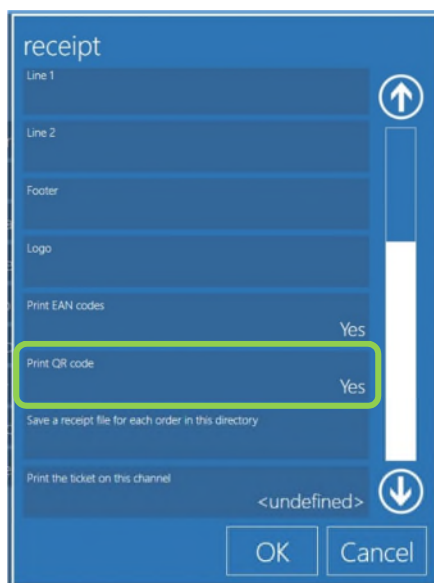 receipt
Line 1
Line 2
Footer
Logo
Print EAN codes
Yes
Print QR code
Yes
Save a receipt file for each order in this directory
Print the ticket on this channel
<undefined>
OK
Cancel